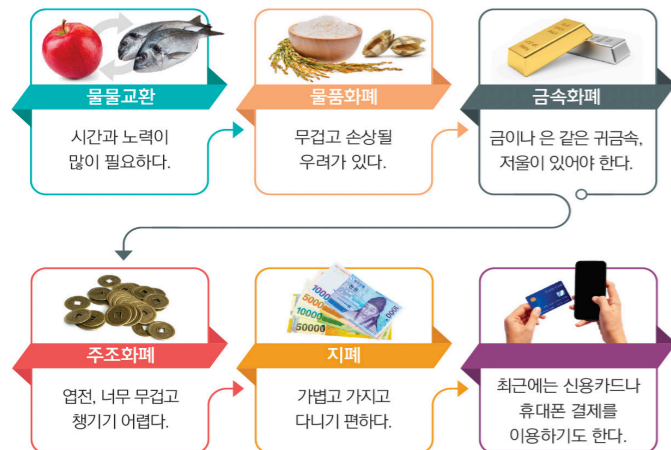 물물교환
시간과 노력이
많이 필요하다.
물품화폐
무겁고 손상될
우려가 있다.
금속화폐
금이나 은 같은 귀금속,
저울이 있어야 한다.
주조화폐
엽전, 너무 무겁고
챙기기 어렵다.
지폐
가볍고 가지고
다니기 편하다.
최근에는 신용카드나
휴대폰 결제를
이용하기도 한다.